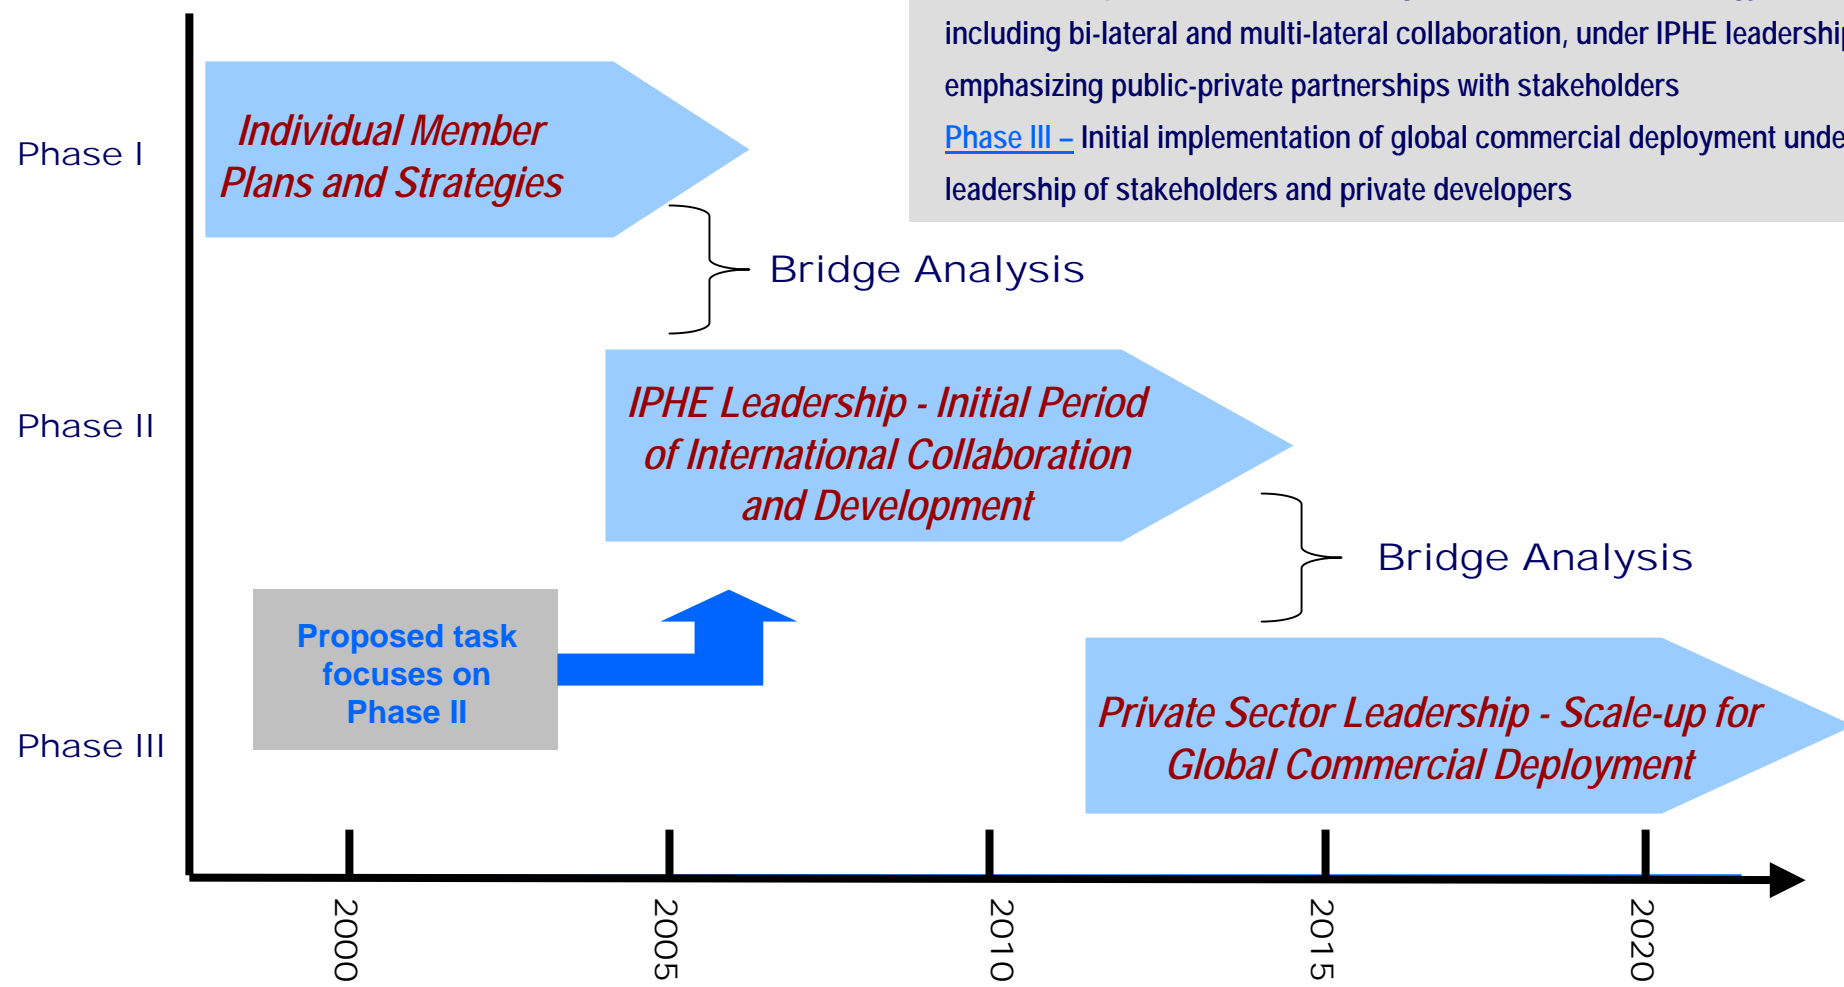 including bi-lateral and multi-lateral collaboration, under IPHE leadership
emphasizing public-private partnerships with stakeholders
Phase III – Initial implementation of global commercial deployment unde
leadership of stakeholders and private developers
Phase I
Individual Member
Plans and Strategies
Bridge Analysis
Phase II
IPHE Leadership - Initial Period
of International Collaboration
and Development
Bridge Analysis
Proposed task
focuses on
Phase II
Phase III
Private Sector Leadership - Scale-up for
Global Commercial Deployment
2000
2005
2010
2015
2020